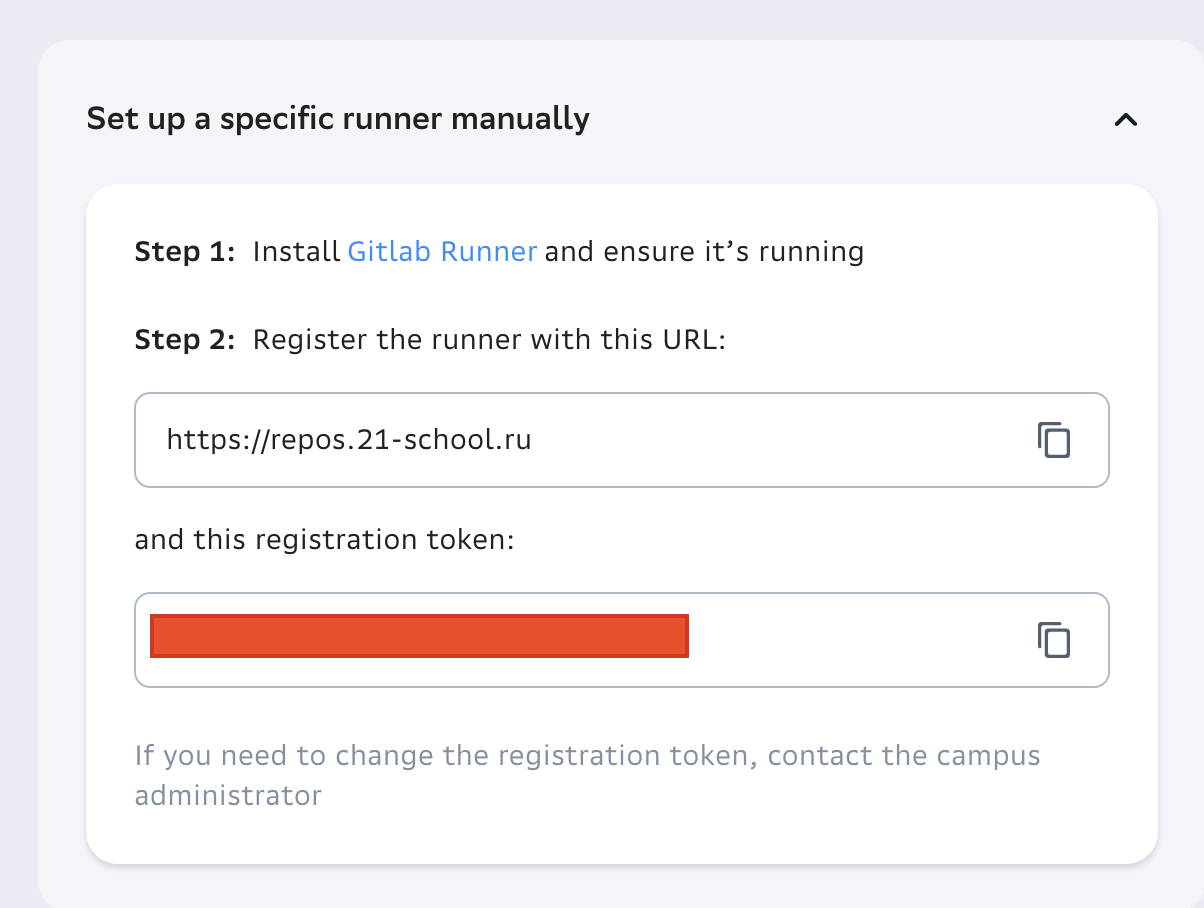 Set up a specific runner manually
Step 1: Install Gitlab Runner and ensure it’s running
Step 2: Register the runner with this URL:
https://repos.21-school.ru
and this registration token:
If you need to change the registration token, contact the campus
administrator